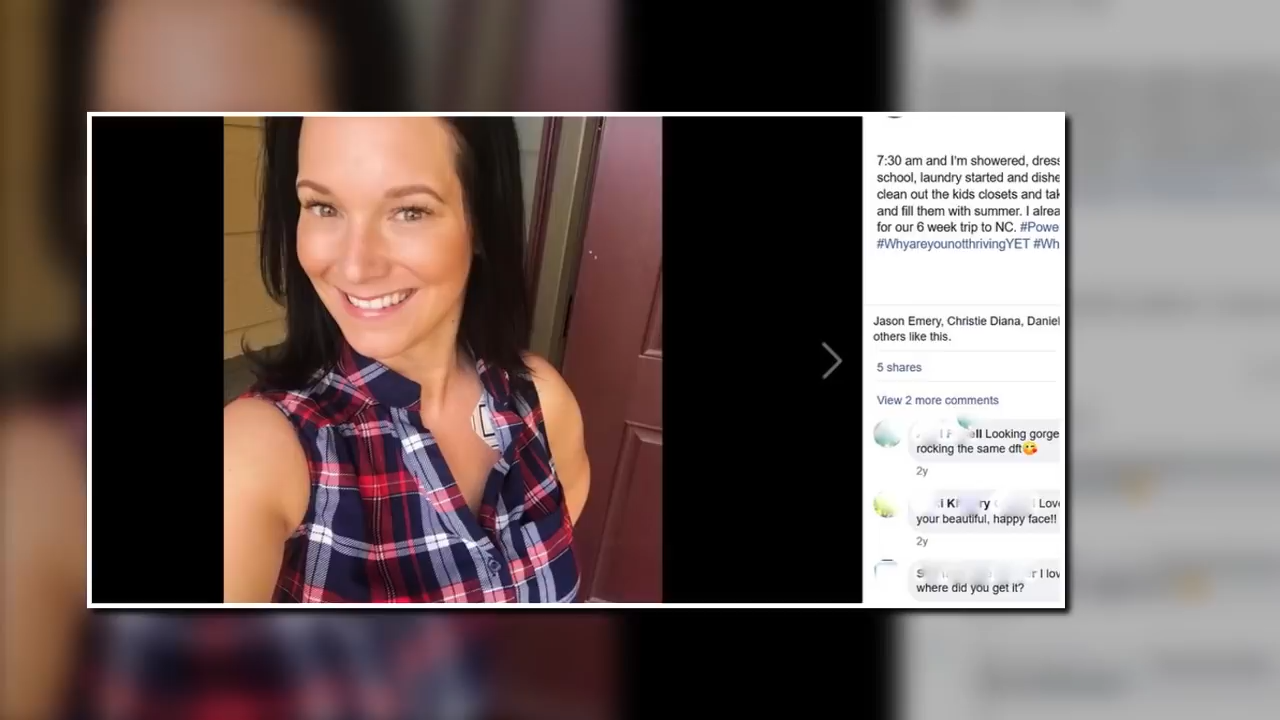 7:30 am and I'm showered, dress
school, laundry started and dishe
clean out the kids closets and tak
and fill them with summer. I alrea
for our 6 week trip to NC. #Powe
#WhyareyounotthrivingYET #Wh
Jason Emery, Christie Diana, Daniel
others like this.
5 shares
View 2 more comments
Looking gorge
rocking the same dft😘
2y
Love
your beautiful, happy face!!
2y
I lov
where did you get it?